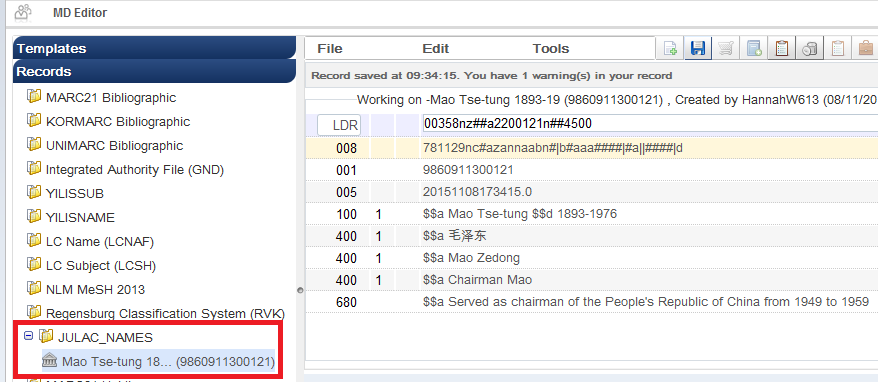 MD Editor
Templates
Records
MARC21 Bibliographic
KORMARC Bibliographic
UNIMARC Bibliographic
Integrated Authority File (GND)
YILISSUB
YILISNAME
LC Name (LCNAF)
LC Subject (LCSH)
NLM MeSH 2013
Regensburg Classification System (RVK)
JULAC_NAMES
Mao Tse-tung 18... (9860911300121)
File Edit Tools
Record saved at 09:34:15. You have 1 warning(s) in your record
Working on -Mao Tse-tung 1893-19 (9860911300121) , Created by HannahW613 (08/11/20
LDR 00358nz##a2200121n##4500
008 781129nc#azannaabn#|b#aaa####|#a||####|d
001 9860911300121
005 20151108173415.0
100 1 $$a Mao Tse-tung $$d 1893-1976
400 1 $$a 毛泽东
400 1 $$a Mao Zedong
400 1 $$a Chairman Mao
680 $$a Served as chairman of the People's Republic of China from 1949 to 1959